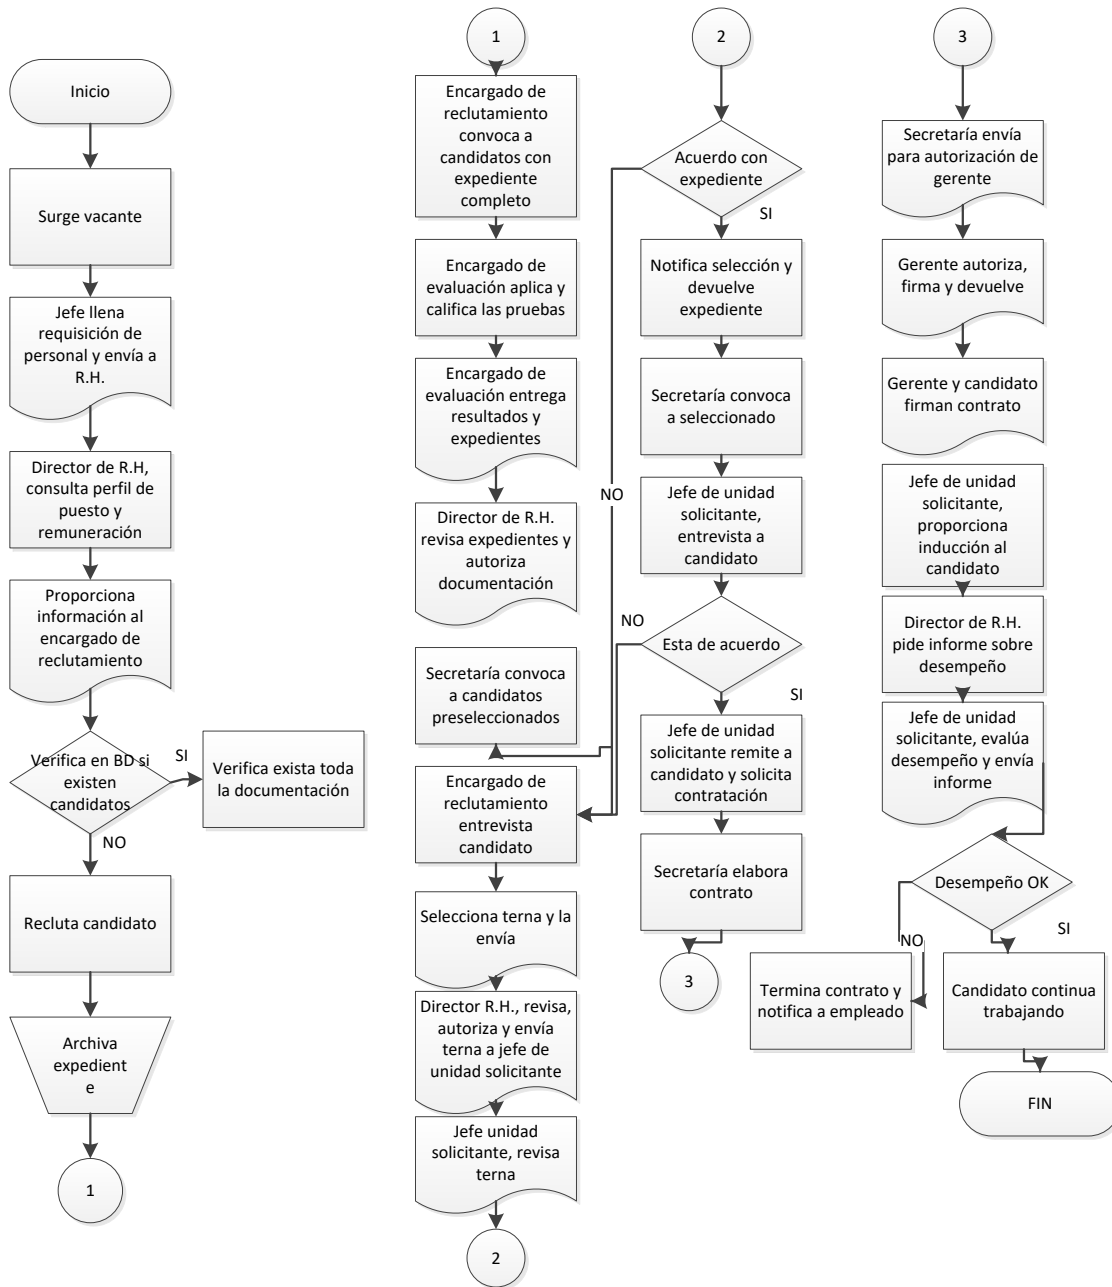 Inicio
Surge vacante
Jefe llena
requisición de
personal y envía a
R.H.
Director de R.H,
consulta perfil de
puesto y
remuneración
Proporciona
información al
encargado de
reclutamiento
Verifica en BD si
existen
candidatos
SI
Verifica exista toda
la documentación
NO
Recluta candidato
Archiva
expedient
e
1
1
Encargado de
reclutamiento
convoca a
candidatos con
expediente
completo
Encargado de
evaluación aplica y
califica las pruebas
Encargado de
evaluación entrega
resultados y
expedientes
Director de R.H.
revisa expedientes y
autoriza
documentación
Secretaría convoca
a candidatos
preseleccionados
Encargado de
reclutamiento
entrevista
candidato
Selecciona terna y la
envía
Director R.H., revisa,
autoriza y envía
terna a jefe de
unidad solicitante
Jefe unidad
solicitante, revisa
terna
2
2
Acuerdo con
expediente
SI
NO
Notifica selección y
devuelve
expediente
Secretaría convoca
a seleccionado
Jefe de unidad
solicitante,
entrevista a
candidato
NO
Esta de acuerdo
SI
Jefe de unidad
solicitante remite a
candidato y solicita
contratación
Secretaría elabora
contrato
3
3
Secretaría envía
para autorización de
gerente
Gerente autoriza,
firma y devuelve
Gerente y candidato
firman contrato
Jefe de unidad
solicitante,
proporciona
inducción al
candidato
Director de R.H.
pide informe sobre
desempeño
Jefe de unidad
solicitante, evalúa
desempeño y envía
informe
Desempeño OK
NO
SI
Termina contrato y
notifica a empleado
Candidato continua
trabajando
FIN